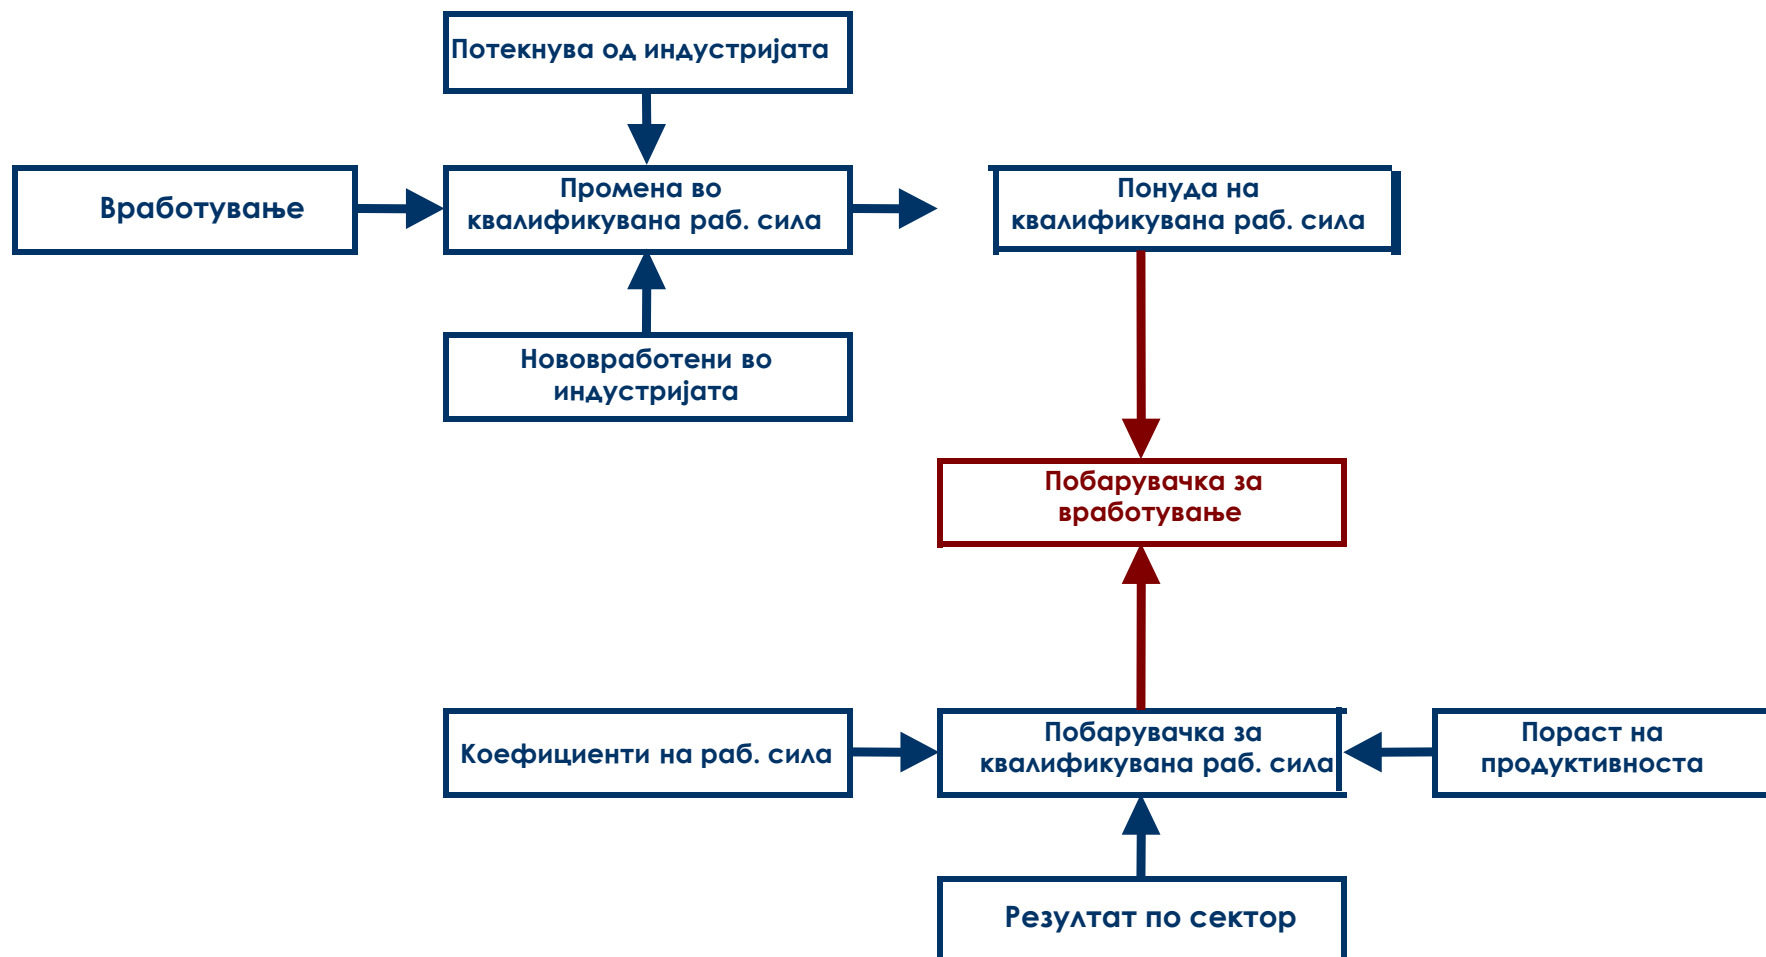 Потекнува од индустријата
Вработување
Промена во
квалификувана раб. сила
Понуда на
квалификувана раб. сила
Нововработени во
индустријата
Побарувачка за
вработување
Коефициенти на раб. сила
Побарувачка за
квалификувана раб. сила
Пораст на
продуктивноста
Резултат по сектор